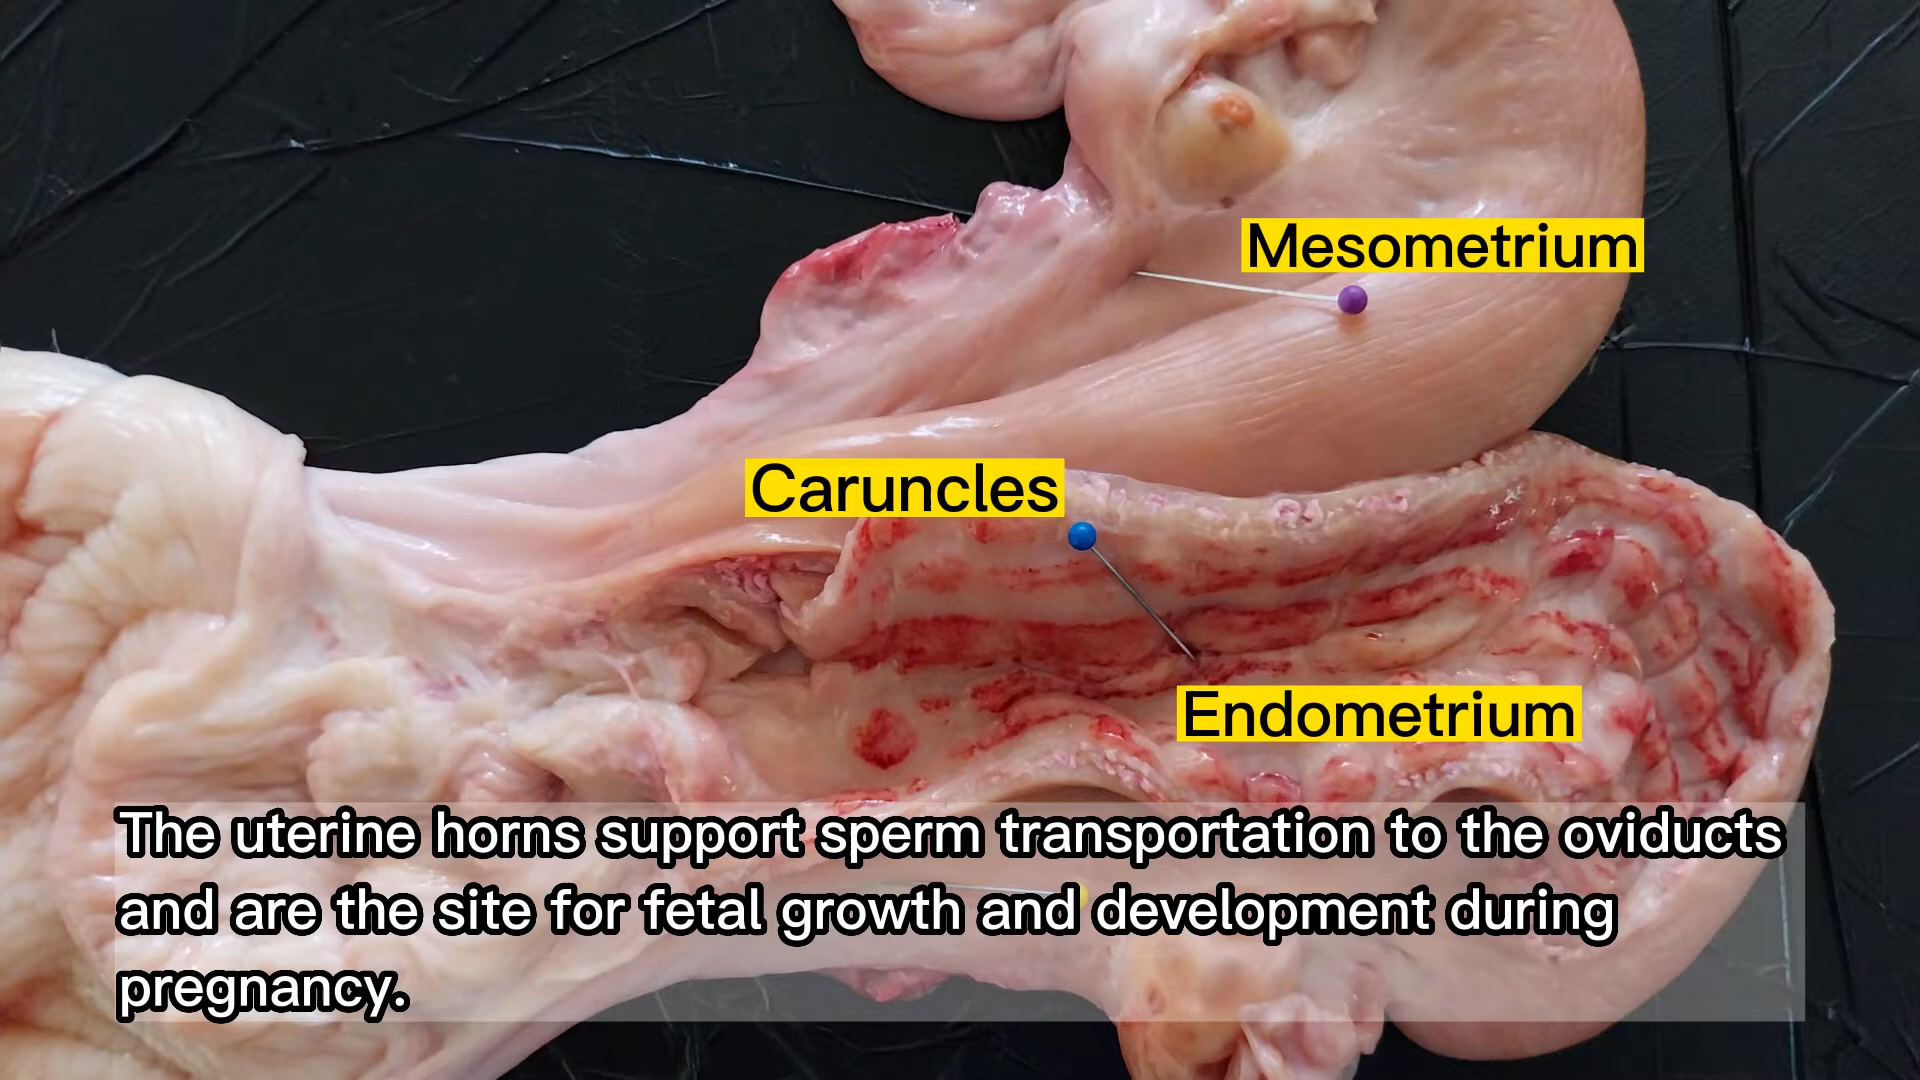 Mesometrium
Caruncles
Endometrium
The uterine horns support sperm transportation to the oviducts
and are the site for fetal growth and development during
pregnancy.